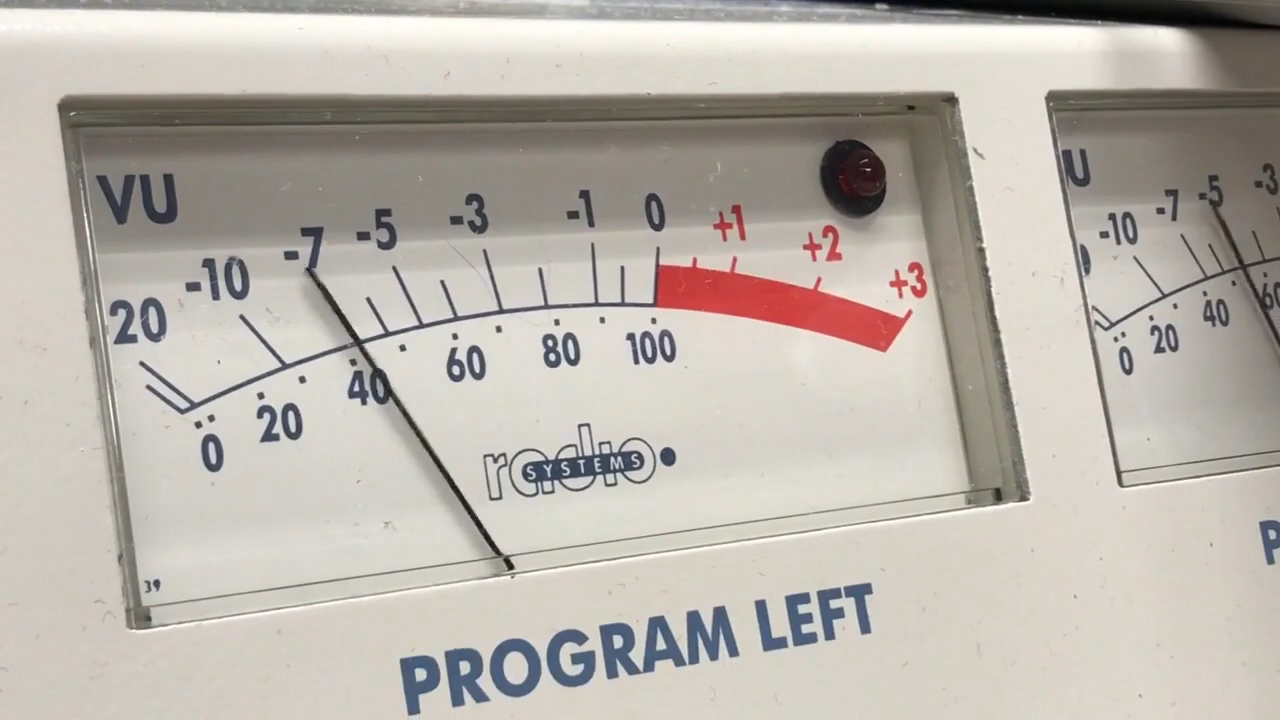 VU
20 -10 -7 -5 -3 -1 0 +1 +2 +3
0 20 40 60 80 100
radio
SYSTEMS
39
PROGRAM LEFT
U
-10 -7 -5 -3
0 20 40 60
P